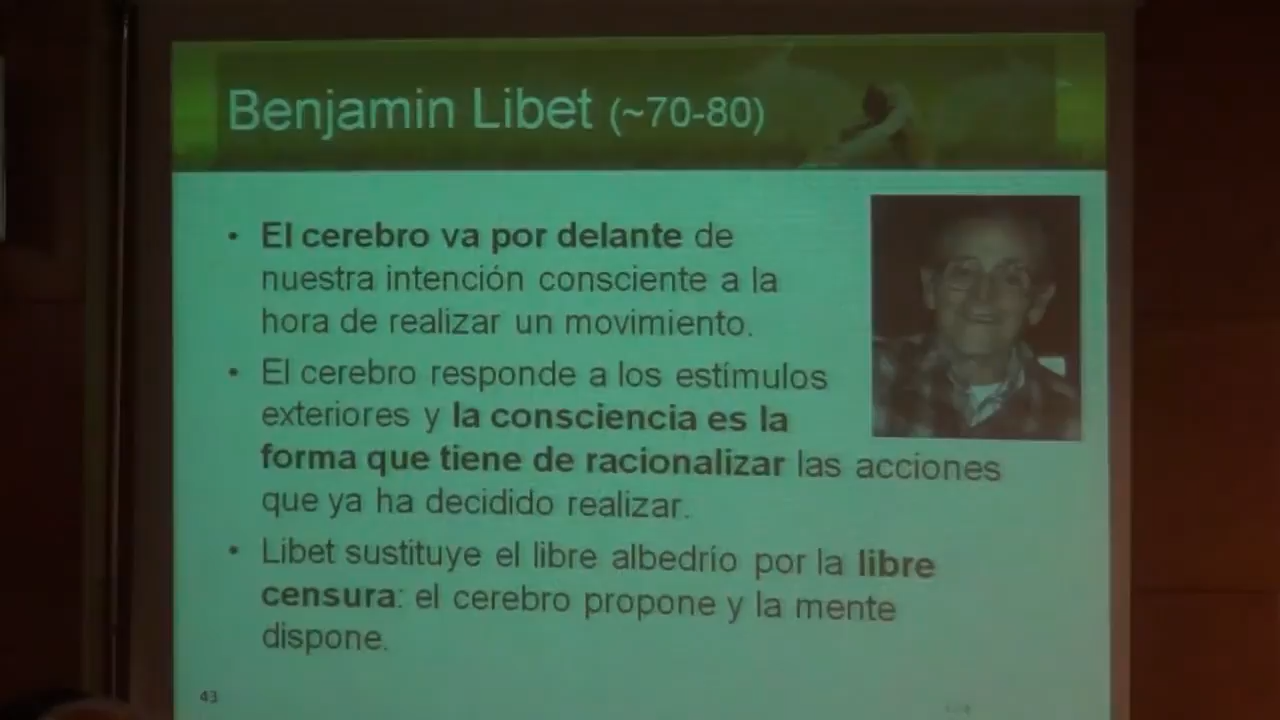 Benjamin Libet (~70-80)
• El cerebro va por delante de
nuestra intención consciente a la
hora de realizar un movimiento.
• El cerebro responde a los estímulos
exteriores y la consciencia es la
forma que tiene de racionalizar las acciones
que ya ha decidido realizar.
• Libet sustituye el libre albedrío por la libre
censura: el cerebro propone y la mente
dispone.
43